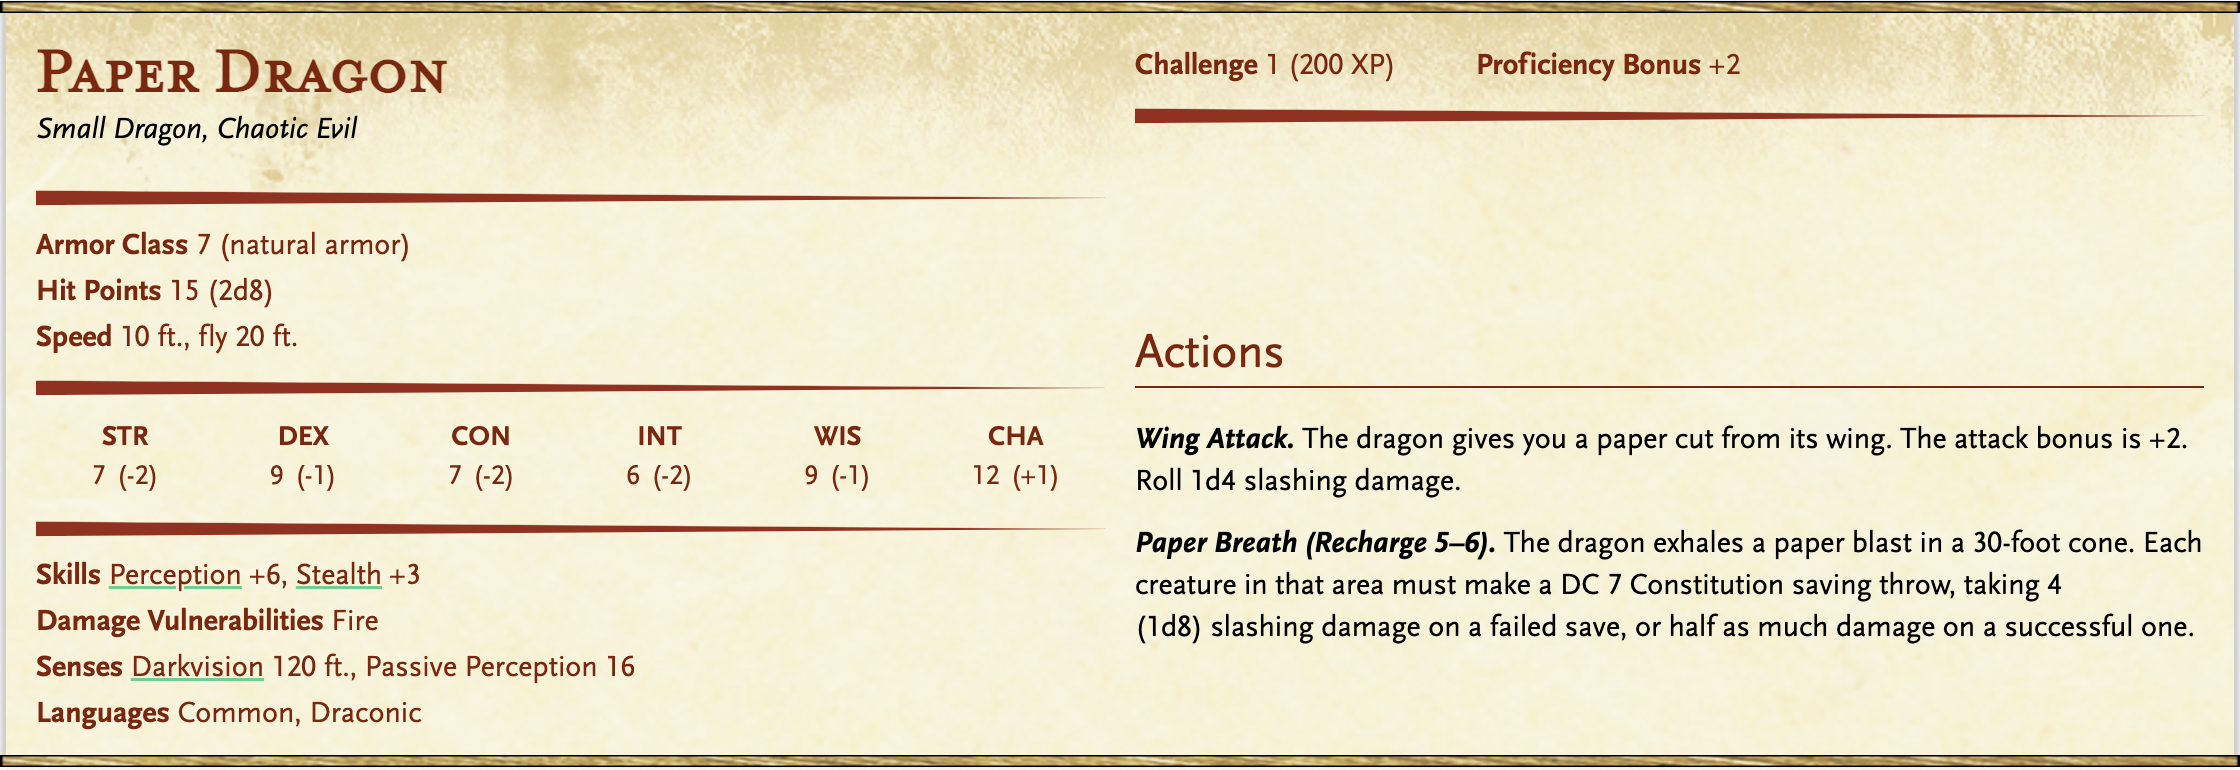 Paper Dragon
Small Dragon, Chaotic Evil
Armor Class 7 (natural armor)
Hit Points 15 (2d8)
Speed 10 ft., fly 20 ft.
STR DEX CON INT WIS CHA
7 (-2) 9 (-1) 7 (-2) 6 (-2) 9 (-1) 12 (+1)
Skills Perception +6, Stealth +3
Damage Vulnerabilities Fire
Senses Darkvision 120 ft., Passive Perception 16
Languages Common, Draconic
Challenge 1 (200 XP) Proficiency Bonus +2
Actions
Wing Attack. The dragon gives you a paper cut from its wing. The attack bonus is +2.
Roll 1d4 slashing damage.
Paper Breath (Recharge 5–6). The dragon exhales a paper blast in a 30-foot cone. Each
creature in that area must make a DC 7 Constitution saving throw, taking 4
(1d8) slashing damage on a failed save, or half as much damage on a successful one.